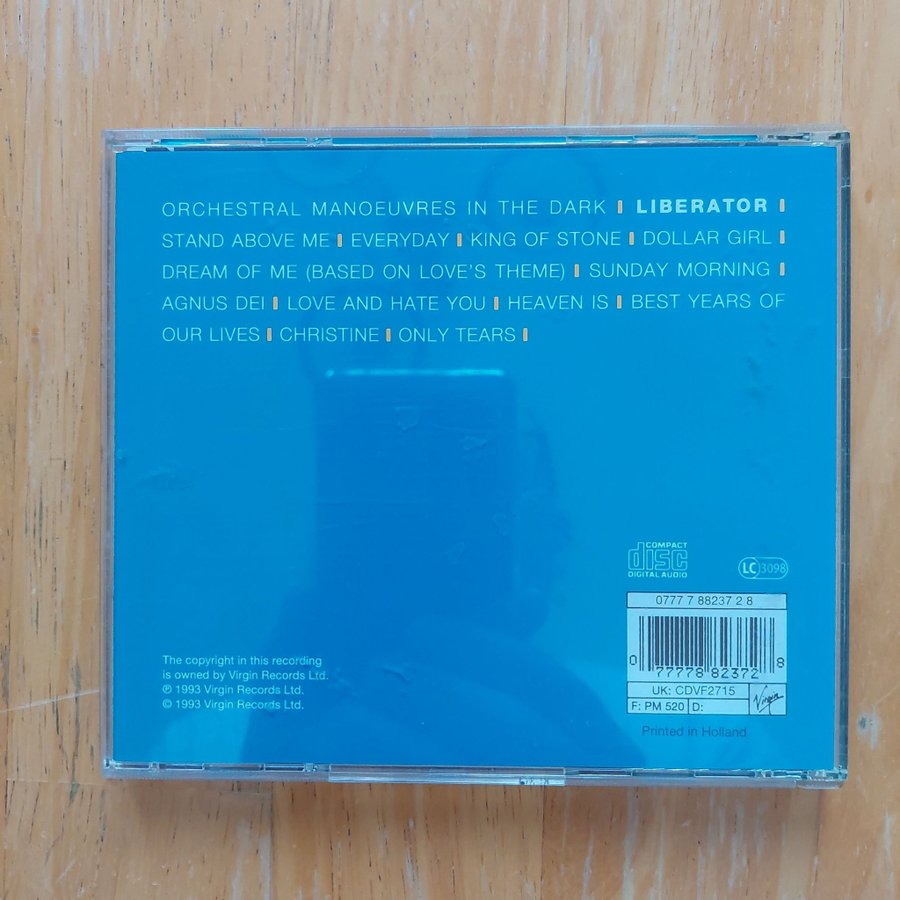 ORCHESTRAL MANOEUVRES IN THE DARK LIBERATOR
STAND ABOVE ME EVERYDAY KING OF STONE DOLLAR GIRL
DREAM OF ME (BASED ON LOVE'S THEME) SUNDAY MORNING
AGNUS DEI LOVE AND HATE YOU HEAVEN IS BEST YEARS OF
OUR LIVES CHRISTINE ONLY TEARS
COMPACT
disc
DIGITAL AUDIO
LC 3098
0777 7 88237 2 8
0 77778 82372 8
UK: CDVF2715
F: PM 520 D:
Virgin
Printed in Holland
The copyright in this recording
is owned by Virgin Records Ltd.
℗ 1993 Virgin Records Ltd.
© 1993 Virgin Records Ltd.